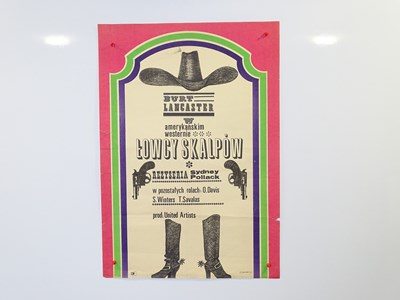 BURT
LANCASTER
W
amerykańskim
westernie
ŁOWCY SKALPÓW
REŻYSERIA Sydney Pollack
w pozostałych rolach: O. Davis
S. Winters T. Savalas
prod. United Artists